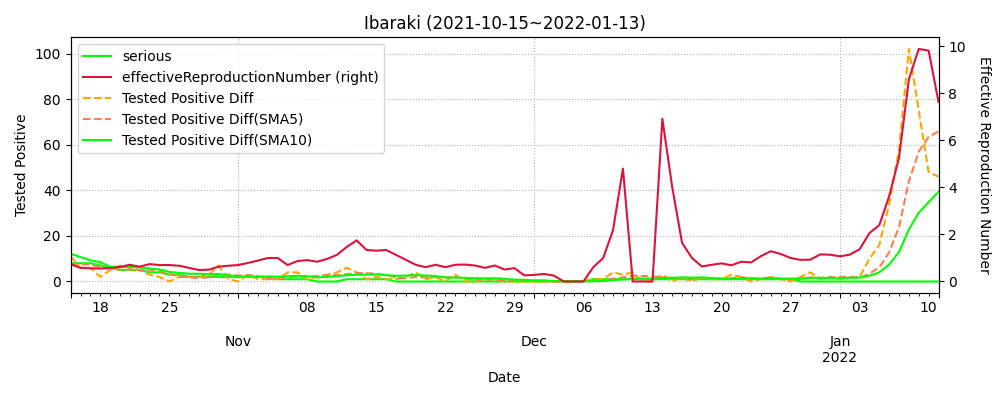 Ibaraki (2021-10-15~2022-01-13)
serious
effectiveReproductionNumber (right)
Tested Positive Diff
Tested Positive Diff(SMA5)
Tested Positive Diff(SMA10)
Tested Positive
100
80
60
40
20
0
10
8
6
4
2
0
Effective Reproduction Number
18 25 08 15 22 29 06 13 20 27 03 10
Nov Dec Jan
2022
Date